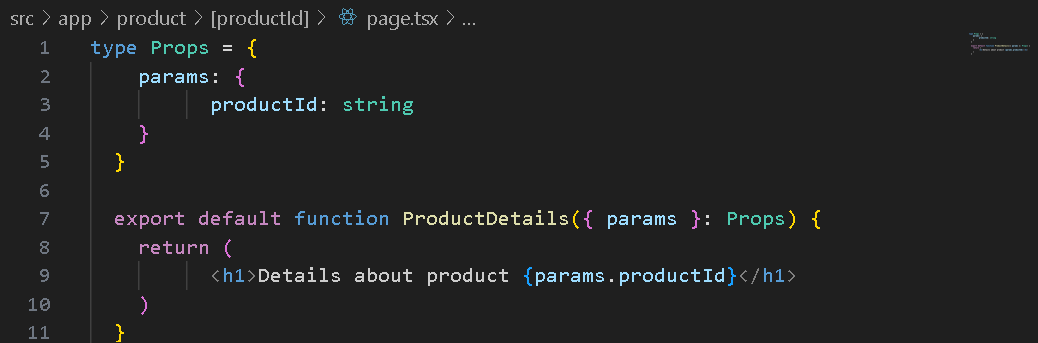 src > app > product > [productId] > page.tsx > ...
1 type Props = {
2 params: {
3 productId: string
4 }
5 }
6
7 export default function ProductDetails({ params }: Props) {
8 return (
9 <h1>Details about product {params.productId}</h1>
10 )
11 }